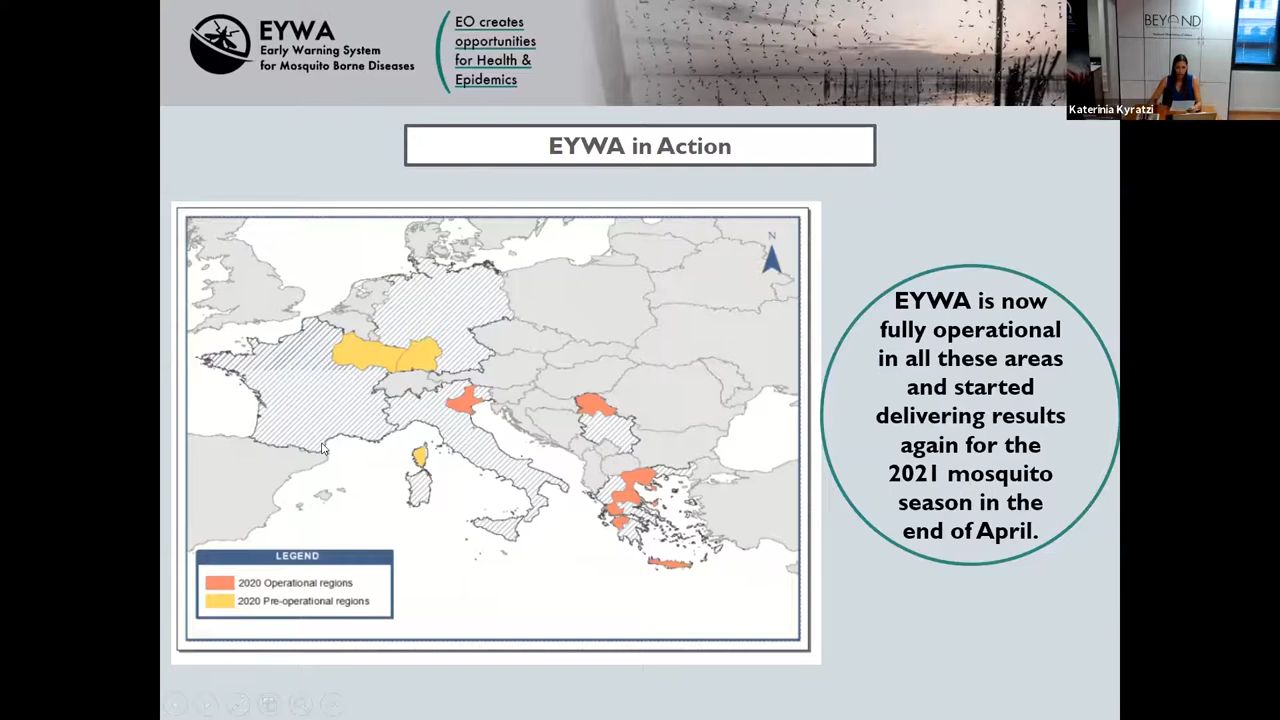 EYWA
Early Warning System
for Mosquito Borne Diseases
EO creates
opportunities
for Health &
Epidemics
BEYOND
Katerinia Kyratzi
EYWA in Action
N
EYWA is now
fully operational
in all these areas
and started
delivering results
again for the
2021 mosquito
season in the
end of April.
LEGEND
2020 Operational regions
2020 Pre-operational regions